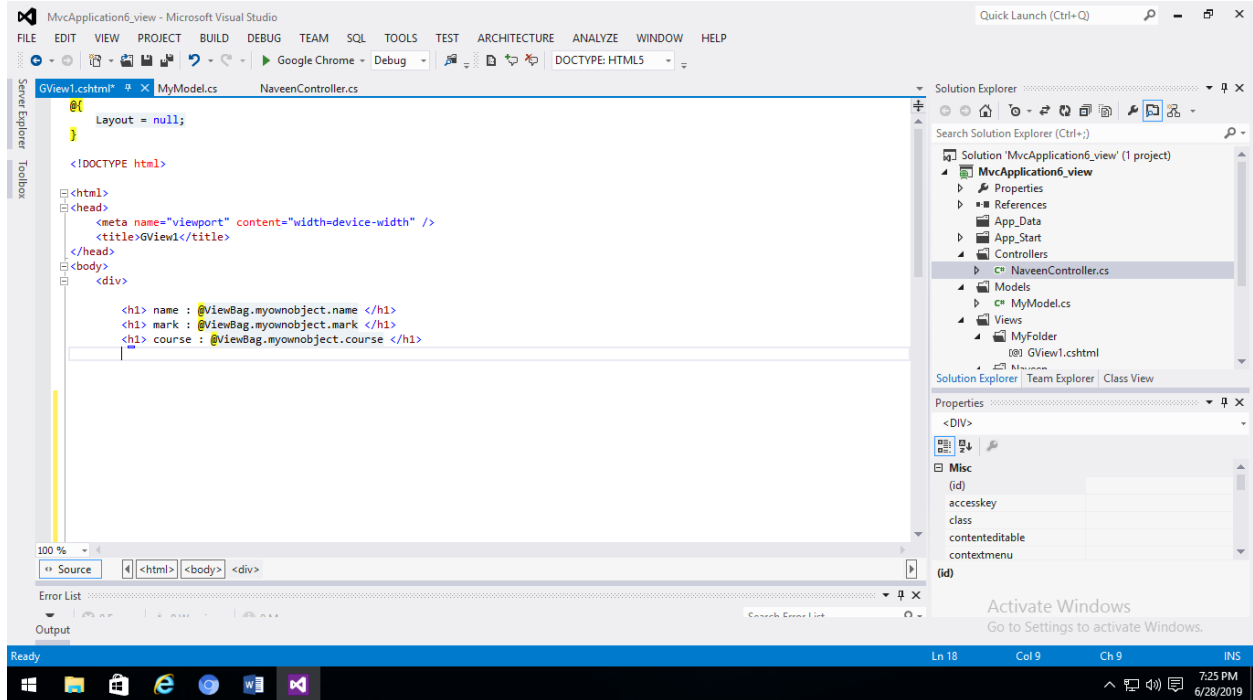 MvcApplication6_view - Microsoft Visual Studio
Quick Launch (Ctrl+Q)
FILE EDIT VIEW PROJECT BUILD DEBUG TEAM SQL TOOLS TEST ARCHITECTURE ANALYZE WINDOW HELP
Google Chrome Debug DOCTYPE: HTML5
Server Explorer
Toolbox
GView1.cshtml* MyModel.cs NaveenController.cs
@{
Layout = null;
}
<!DOCTYPE html>
<html>
<head>
<meta name="viewport" content="width=device-width" />
<title>GView1</title>
</head>
<body>
<div>
<h1> name : @ViewBag.myownobject.name </h1>
<h1> mark : @ViewBag.myownobject.mark </h1>
<h1> course : @ViewBag.myownobject.course </h1>
100 %
Source <html> <body> <div>
Error List
Search Error List
Output
Solution Explorer
Search Solution Explorer (Ctrl+;)
Solution 'MvcApplication6_view' (1 project)
MvcApplication6_view
Properties
References
App_Data
App_Start
Controllers
C# NaveenController.cs
Models
C# MyModel.cs
Views
MyFolder
[@] GView1.cshtml
Naveen
Solution Explorer Team Explorer Class View
Properties
<DIV>
Misc
(id)
accesskey
class
contenteditable
contextmenu
(id)
Activate Windows
Go to Settings to activate Windows.
Ready Ln 18 Col 9 Ch 9 INS
7:25 PM
6/28/2019